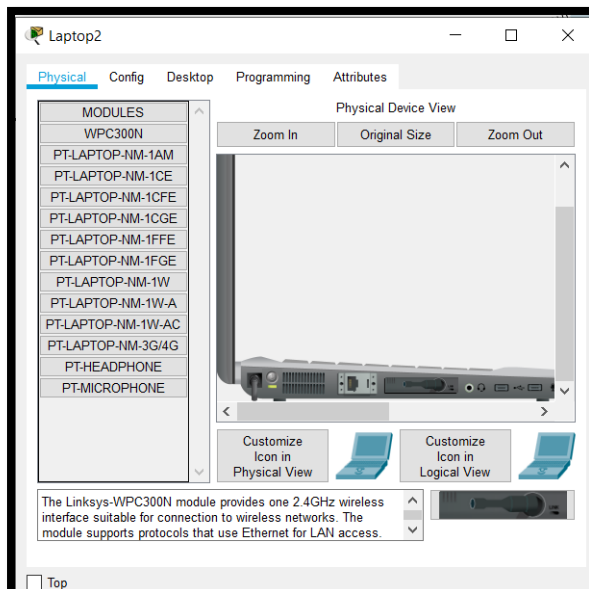 Laptop2
Physical Config Desktop Programming Attributes
MODULES
WPC300N
PT-LAPTOP-NM-1AM
PT-LAPTOP-NM-1CE
PT-LAPTOP-NM-1CFE
PT-LAPTOP-NM-1CGE
PT-LAPTOP-NM-1FFE
PT-LAPTOP-NM-1FGE
PT-LAPTOP-NM-1W
PT-LAPTOP-NM-1W-A
PT-LAPTOP-NM-1W-AC
PT-LAPTOP-NM-3G/4G
PT-HEADPHONE
PT-MICROPHONE
Physical Device View
Zoom In Original Size Zoom Out
Customize
Icon in
Physical View
Customize
Icon in
Logical View
The Linksys-WPC300N module provides one 2.4GHz wireless
interface suitable for connection to wireless networks. The
module supports protocols that use Ethernet for LAN access.
Top